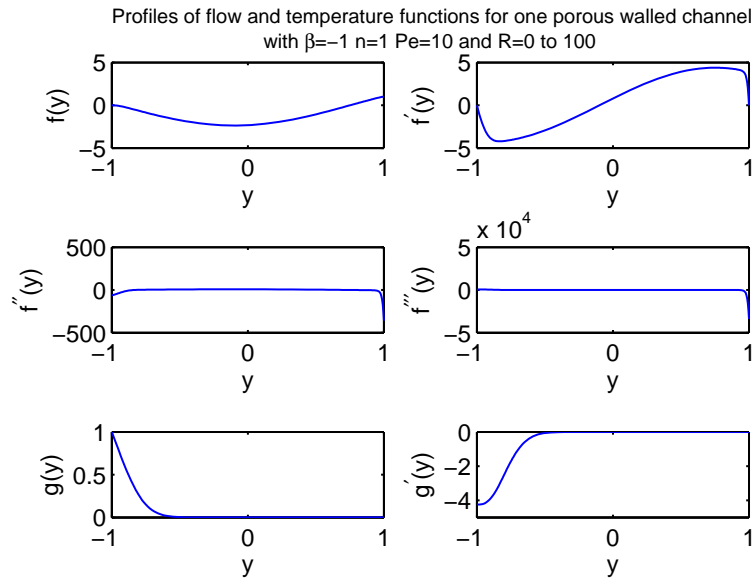 Profiles of flow and temperature functions for one porous walled channel
with β=−1 n=1 Pe=10 and R=0 to 100
5
0
−5
f(y)
−1 0 1
y
5
0
−5
f′(y)
−1 0 1
y
500
0
−500
f′′(y)
−1 0 1
y
x 10^4
5
0
−5
f′′′(y)
−1 0 1
y
1
0.5
0
g(y)
−1 0 1
y
0
−2
−4
g′(y)
−1 0 1
y